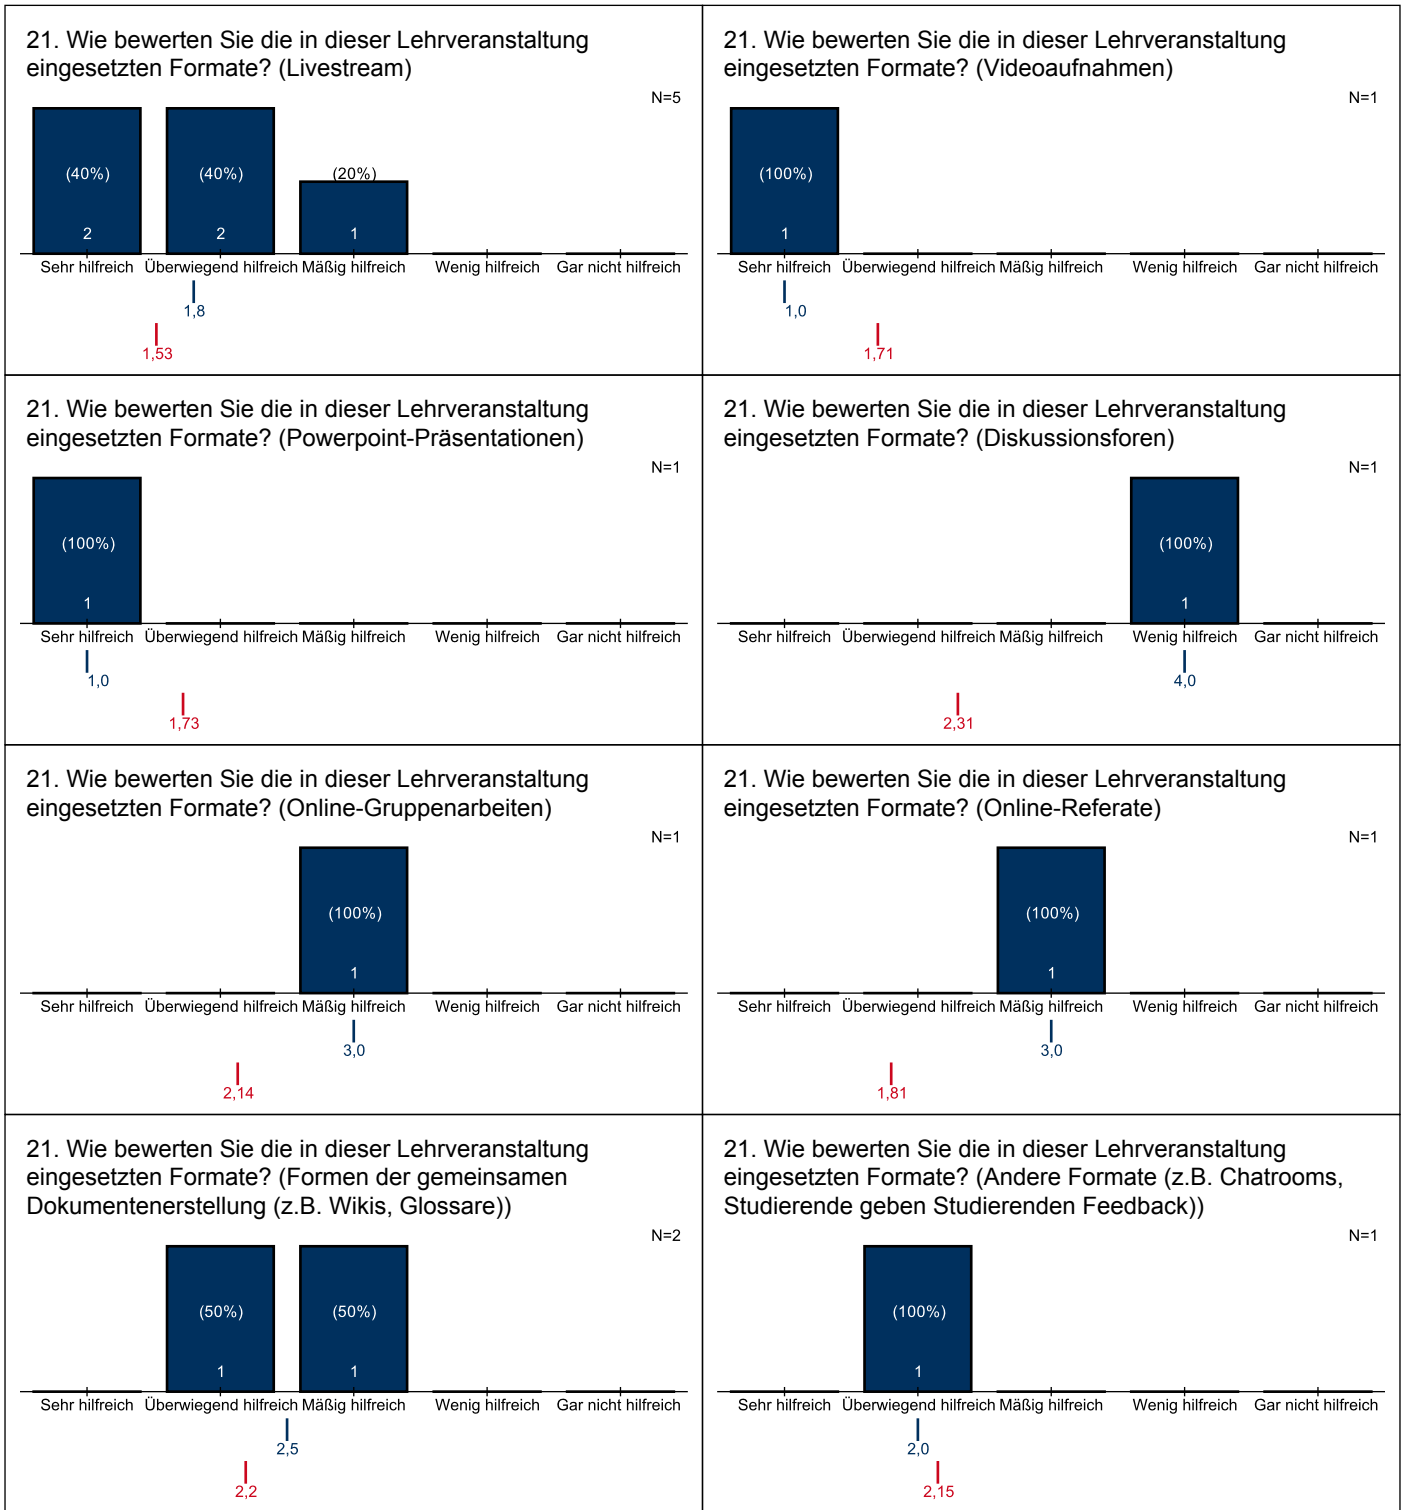 21. Wie bewerten Sie die in dieser Lehrveranstaltung
eingesetzten Formate? (Livestream)
N=5
(40%)
(40%)
(20%)
2
2
1
Sehr hilfreich Überwiegend hilfreich Mäßig hilfreich Wenig hilfreich Gar nicht hilfreich
1,8
1,53
21. Wie bewerten Sie die in dieser Lehrveranstaltung
eingesetzten Formate? (Videoaufnahmen)
N=1
(100%)
1
Sehr hilfreich Überwiegend hilfreich Mäßig hilfreich Wenig hilfreich Gar nicht hilfreich
1,0
1,71
21. Wie bewerten Sie die in dieser Lehrveranstaltung
eingesetzten Formate? (Powerpoint-Präsentationen)
N=1
(100%)
1
Sehr hilfreich Überwiegend hilfreich Mäßig hilfreich Wenig hilfreich Gar nicht hilfreich
1,0
1,73
21. Wie bewerten Sie die in dieser Lehrveranstaltung
eingesetzten Formate? (Diskussionsforen)
N=1
(100%)
1
Sehr hilfreich Überwiegend hilfreich Mäßig hilfreich Wenig hilfreich Gar nicht hilfreich
4,0
2,31
21. Wie bewerten Sie die in dieser Lehrveranstaltung
eingesetzten Formate? (Online-Gruppenarbeiten)
N=1
(100%)
1
Sehr hilfreich Überwiegend hilfreich Mäßig hilfreich Wenig hilfreich Gar nicht hilfreich
3,0
2,14
21. Wie bewerten Sie die in dieser Lehrveranstaltung
eingesetzten Formate? (Online-Referate)
N=1
(100%)
1
Sehr hilfreich Überwiegend hilfreich Mäßig hilfreich Wenig hilfreich Gar nicht hilfreich
3,0
1,81
21. Wie bewerten Sie die in dieser Lehrveranstaltung
eingesetzten Formate? (Formen der gemeinsamen
Dokumentenerstellung (z.B. Wikis, Glossare))
N=2
(50%)
(50%)
1
1
Sehr hilfreich Überwiegend hilfreich Mäßig hilfreich Wenig hilfreich Gar nicht hilfreich
2,5
2,2
21. Wie bewerten Sie die in dieser Lehrveranstaltung
eingesetzten Formate? (Andere Formate (z.B. Chatrooms,
Studierende geben Studierenden Feedback))
N=1
(100%)
1
Sehr hilfreich Überwiegend hilfreich Mäßig hilfreich Wenig hilfreich Gar nicht hilfreich
2,0
2,15